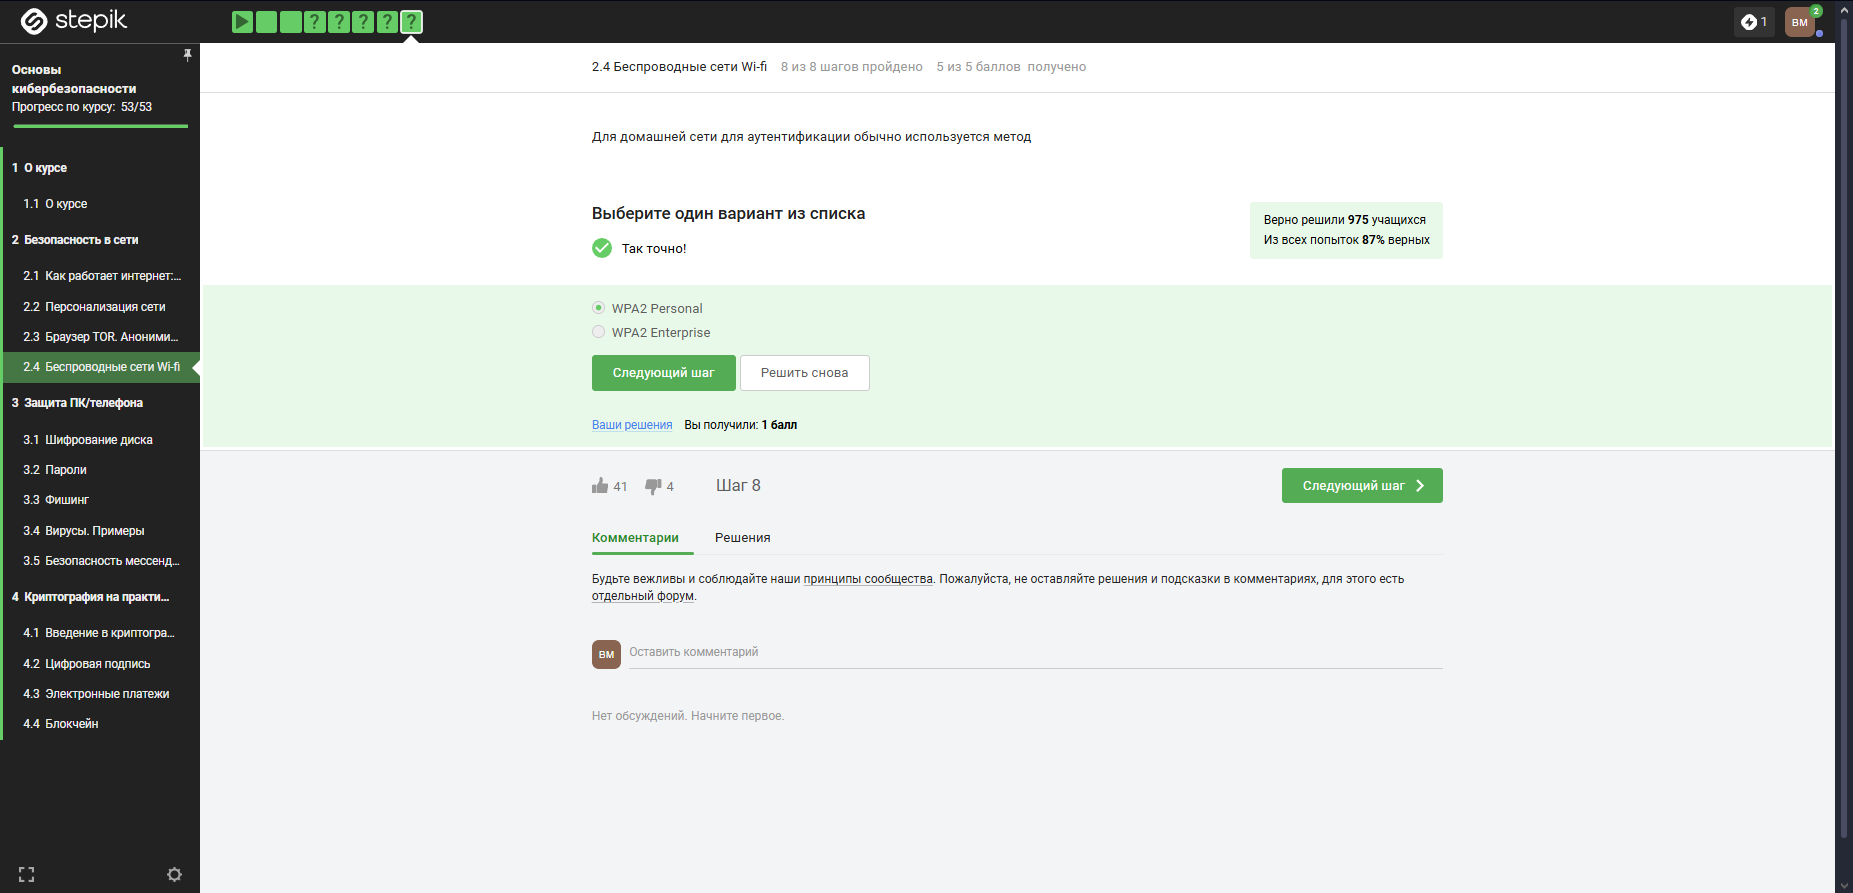 stepik
? ? ? ? ?
1
ВМ
2
Основы
кибербезопасности
Прогресс по курсу: 53/53
1 О курсе
1.1 О курсе
2 Безопасность в сети
2.1 Как работает интернет:...
2.2 Персонализация сети
2.3 Браузер TOR. Аноними...
2.4 Беспроводные сети Wi-fi
3 Защита ПК/телефона
3.1 Шифрование диска
3.2 Пароли
3.3 Фишинг
3.4 Вирусы. Примеры
3.5 Безопасность мессенд...
4 Криптография на практи...
4.1 Введение в криптогра...
4.2 Цифровая подпись
4.3 Электронные платежи
4.4 Блокчейн
2.4 Беспроводные сети Wi-fi 8 из 8 шагов пройдено 5 из 5 баллов получено
Для домашней сети для аутентификации обычно используется метод
Выберите один вариант из списка
Так точно!
Верно решили 975 учащихся
Из всех попыток 87% верных
WPA2 Personal
WPA2 Enterprise
Следующий шаг
Решить снова
Ваши решения Вы получили: 1 балл
41 4 Шаг 8
Следующий шаг
Комментарии Решения
Будьте вежливы и соблюдайте наши принципы сообщества. Пожалуйста, не оставляйте решения и подсказки в комментариях, для этого есть
отдельный форум.
ВМ
Оставить комментарий
Нет обсуждений. Начните первое.